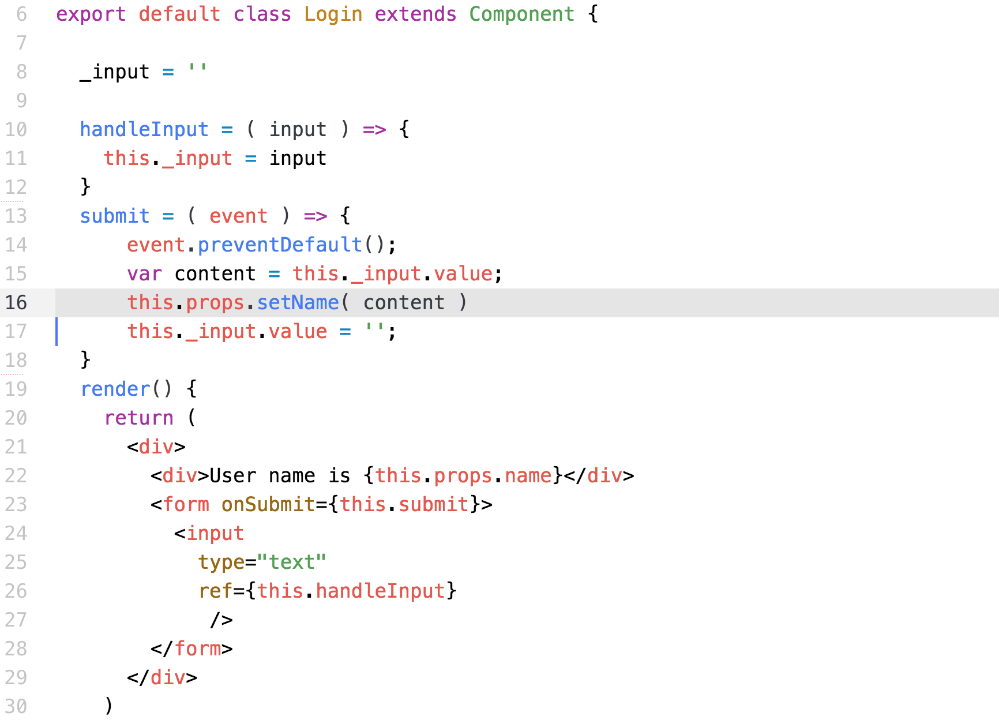 6 export default class Login extends Component {
7
8   _input = ''
9
10   handleInput = ( input ) => {
11     this._input = input
12   }
13   submit = ( event ) => {
14       event.preventDefault();
15       var content = this._input.value;
16       this.props.setName( content )
17       this._input.value = '';
18   }
19   render() {
20     return (
21       <div>
22         <div>User name is {this.props.name}</div>
23         <form onSubmit={this.submit}>
24           <input
25             type="text"
26             ref={this.handleInput}
27              />
28         </form>
29       </div>
30     )